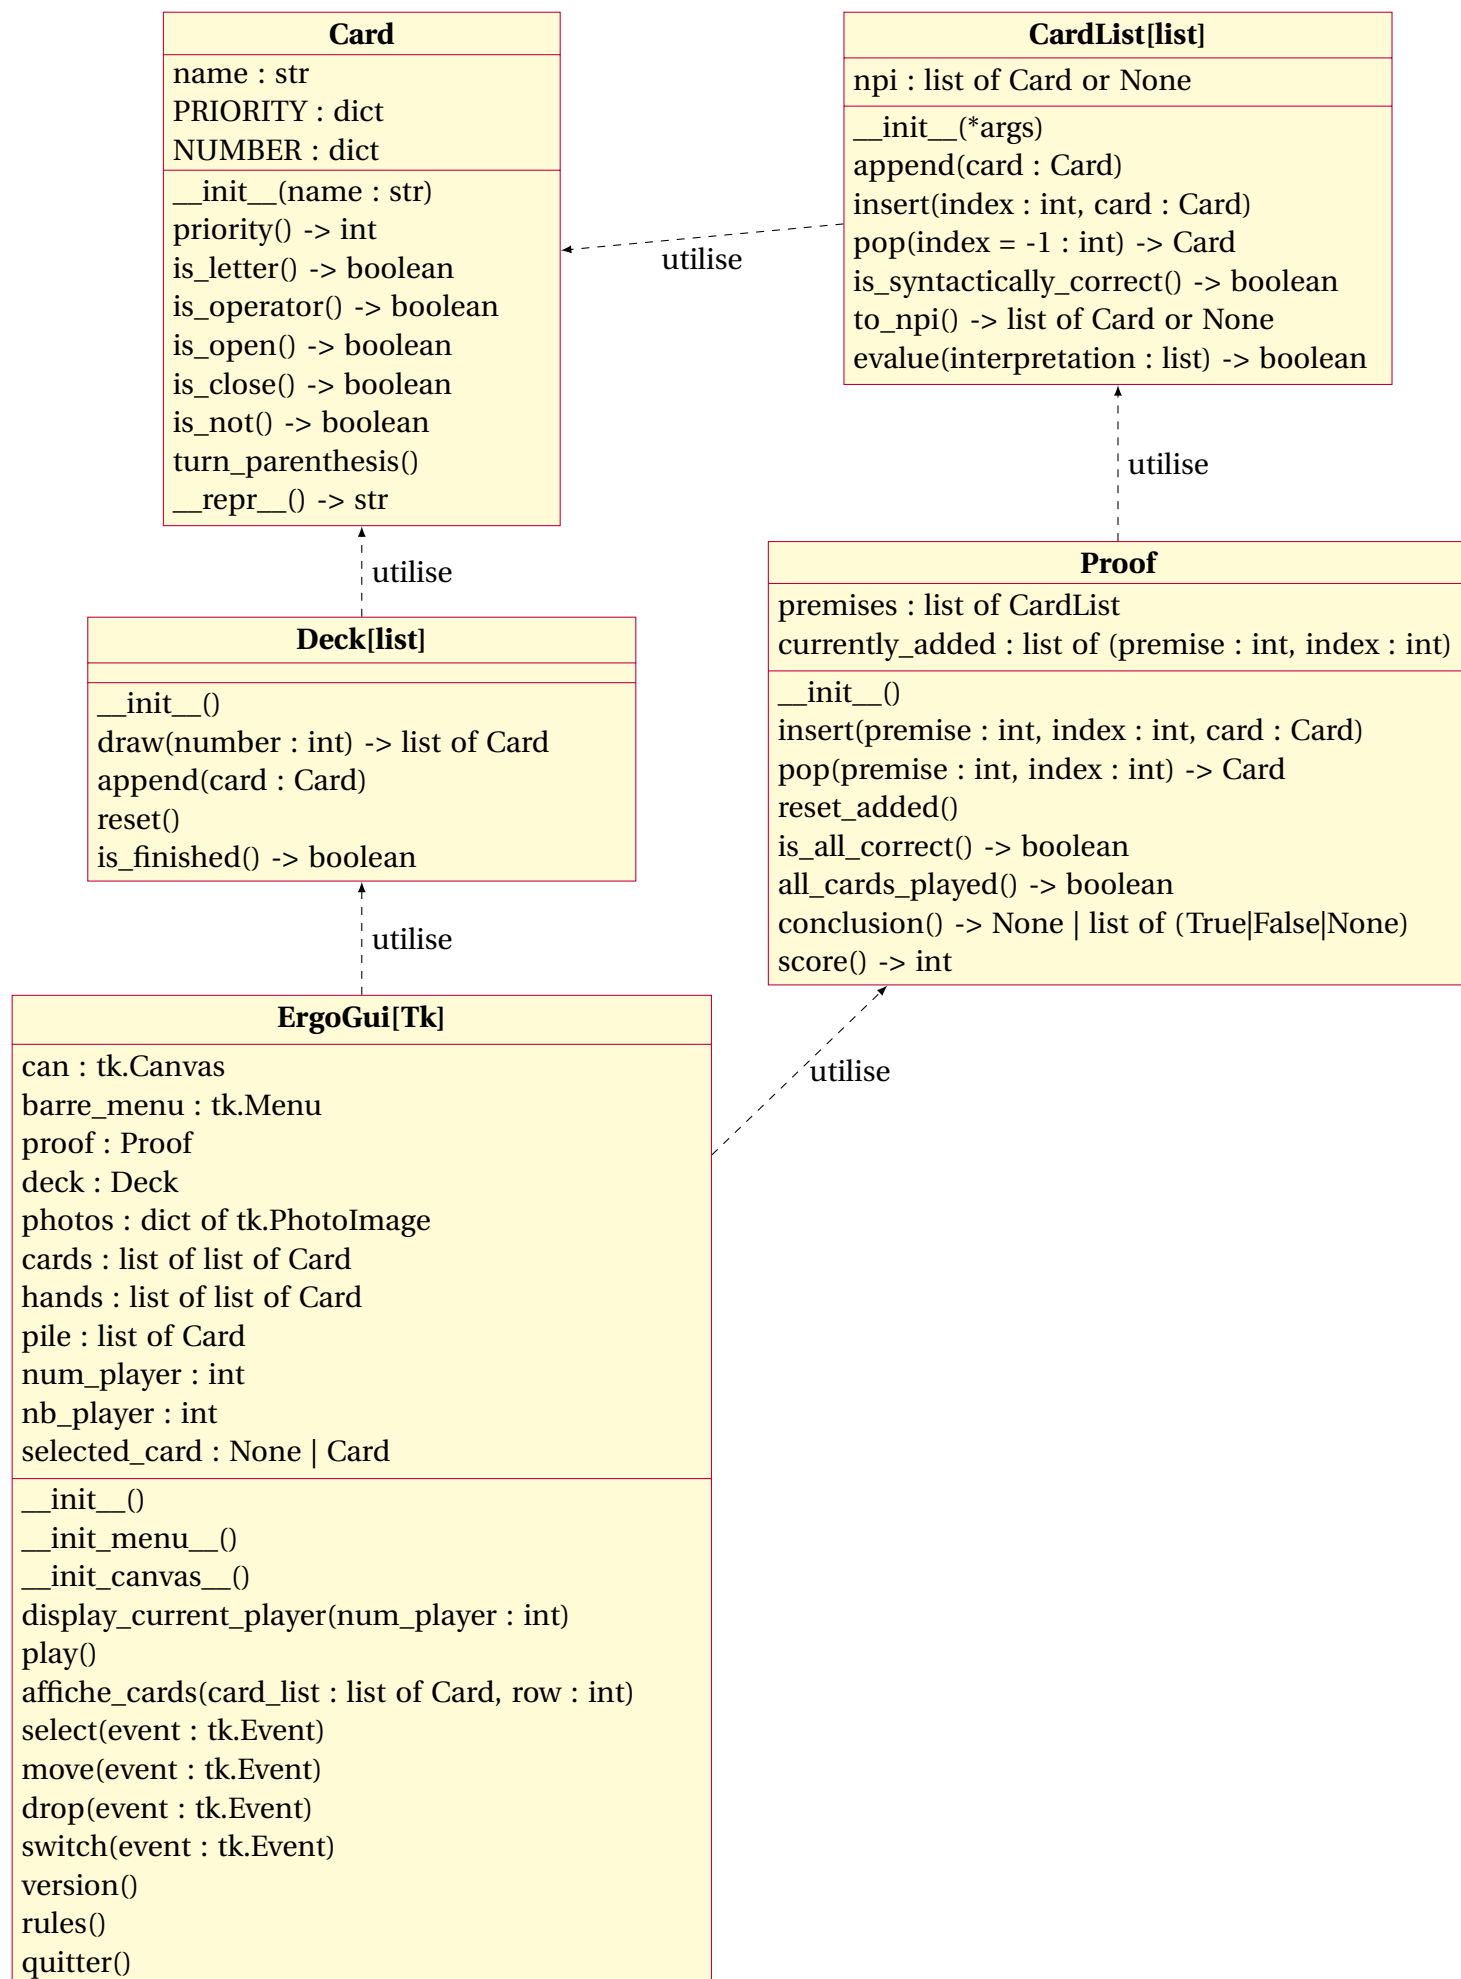 Card
name : str
PRIORITY : dict
NUMBER : dict
__init__(name : str)
priority() -> int
is_letter() -> boolean
is_operator() -> boolean
is_open() -> boolean
is_close() -> boolean
is_not() -> boolean
turn_parenthesis()
__repr__() -> str
utilise
CardList[list]
npi : list of Card or None
__init__(*args)
append(card : Card)
insert(index : int, card : Card)
pop(index = -1 : int) -> Card
is_syntactically_correct() -> boolean
to_npi() -> list of Card or None
evalue(interpretation : list) -> boolean
utilise
utilise
Deck[list]
__init__()
draw(number : int) -> list of Card
append(card : Card)
reset()
is_finished() -> boolean
utilise
Proof
premises : list of CardList
currently_added : list of (premise : int, index : int)
__init__()
insert(premise : int, index : int, card : Card)
pop(premise : int, index : int) -> Card
reset_added()
is_all_correct() -> boolean
all_cards_played() -> boolean
conclusion() -> None | list of (True|False|None)
score() -> int
utilise
ErgoGui[Tk]
can : tk.Canvas
barre_menu : tk.Menu
proof : Proof
deck : Deck
photos : dict of tk.PhotoImage
cards : list of list of Card
hands : list of list of Card
pile : list of Card
num_player : int
nb_player : int
selected_card : None | Card
__init__()
__init_menu__()
__init_canvas__()
display_current_player(num_player : int)
play()
affiche_cards(card_list : list of Card, row : int)
select(event : tk.Event)
move(event : tk.Event)
drop(event : tk.Event)
switch(event : tk.Event)
version()
rules()
quitter()